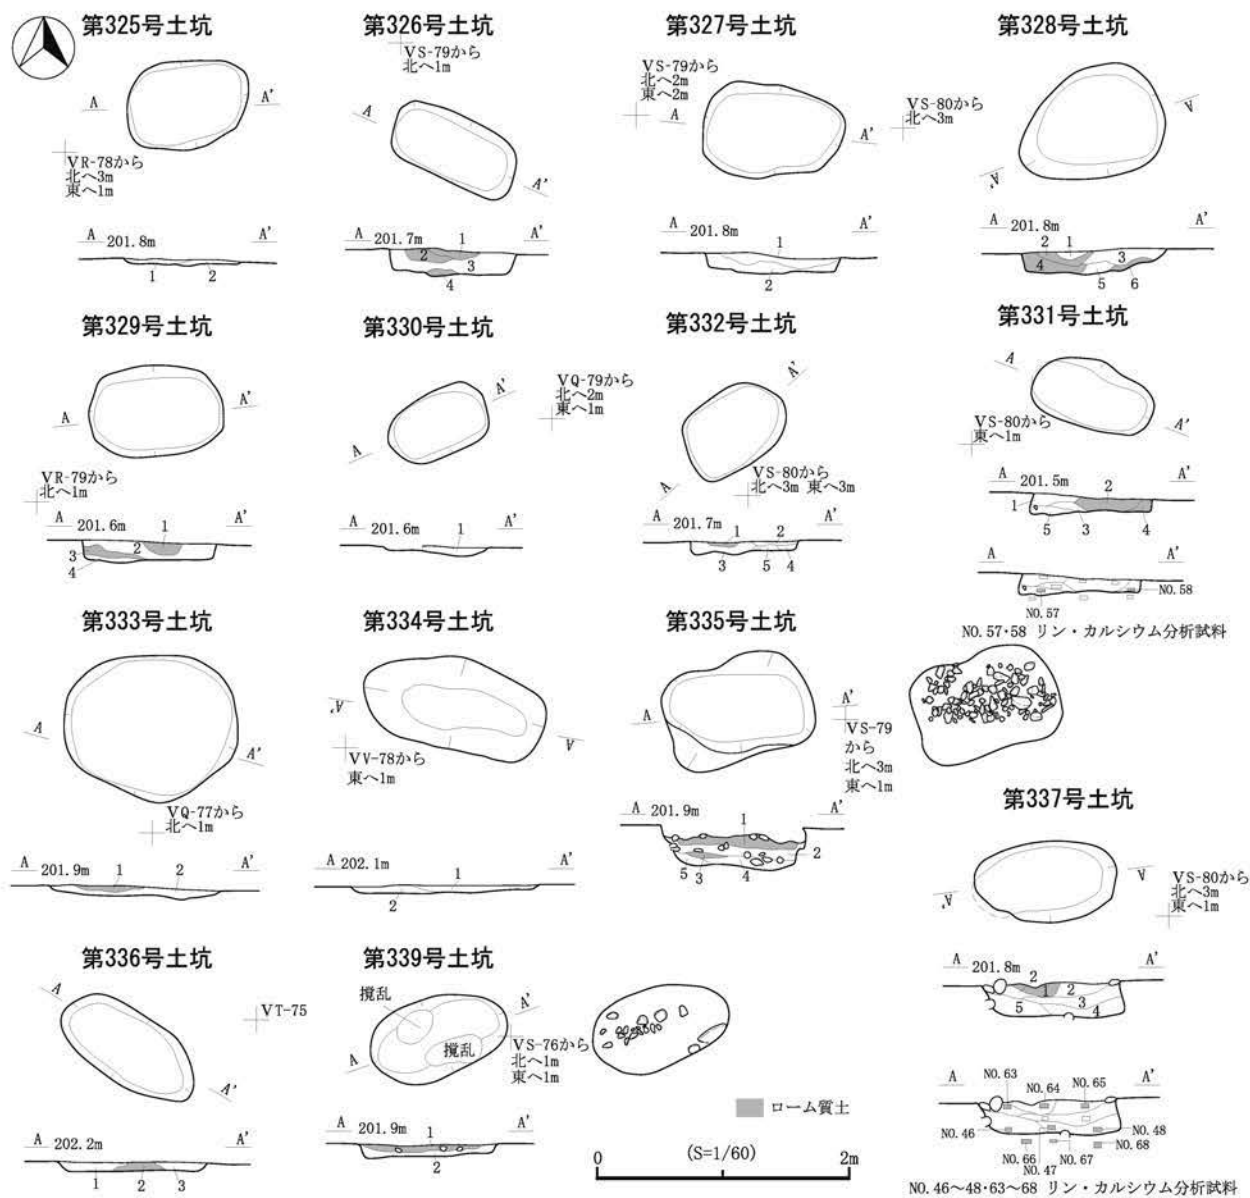 第325号土坑
A
A'
VR-78から
北へ3m
東へ1m
A 201.8m A'
1 2
第326号土坑
VS-79から
北へ1m
A
A'
A 201.7m A'
1
2
3
4
第327号土坑
VS-79から
北へ2m
東へ2m
A
A'
A 201.8m A'
1
2
第328号土坑
VS-80から
北へ3m
A
A'
A 201.8m A'
2 1
3
4
5 6
第329号土坑
A
A'
VR-79から
北へ1m
A 201.6m A'
1
2
3
4
第330号土坑
VQ-79から
北へ2m
東へ1m
A
A'
A 201.6m A'
1
第332号土坑
A'
A
VS-80から
北へ3m 東へ3m
A 201.7m A'
1 2
3 5 4
第331号土坑
A
A'
VS-80から
東へ1m
A 201.5m A'
2
1
5 3 4
A A'
NO.58
NO.57
NO.57・58 リン・カルシウム分析試料
第333号土坑
A
A'
VQ-77から
北へ1m
A 201.9m A'
1 2
第334号土坑
A'
A
VV-78から
東へ1m
A 202.1m A'
1
2
第335号土坑
A
A'
VS-79
から
北へ3m
東へ1m
A 201.9m A'
1
2
5 3 4
第337号土坑
A
A'
VS-80から
北へ3m
東へ1m
A 201.8m A'
2
1 2
5 3 4
A A'
NO.63 NO.64 NO.65
NO.46 NO.48
NO.66 NO.67 NO.68
NO.47
NO.46～48・63～68 リン・カルシウム分析試料
第336号土坑
A
A'
VT-75
A 202.2m A'
1 2 3
第339号土坑
撹乱
撹乱
A
A'
VS-76から
北へ1m
東へ1m
A 201.9m A'
1
2
ローム質土
(S=1/60)
0 2m